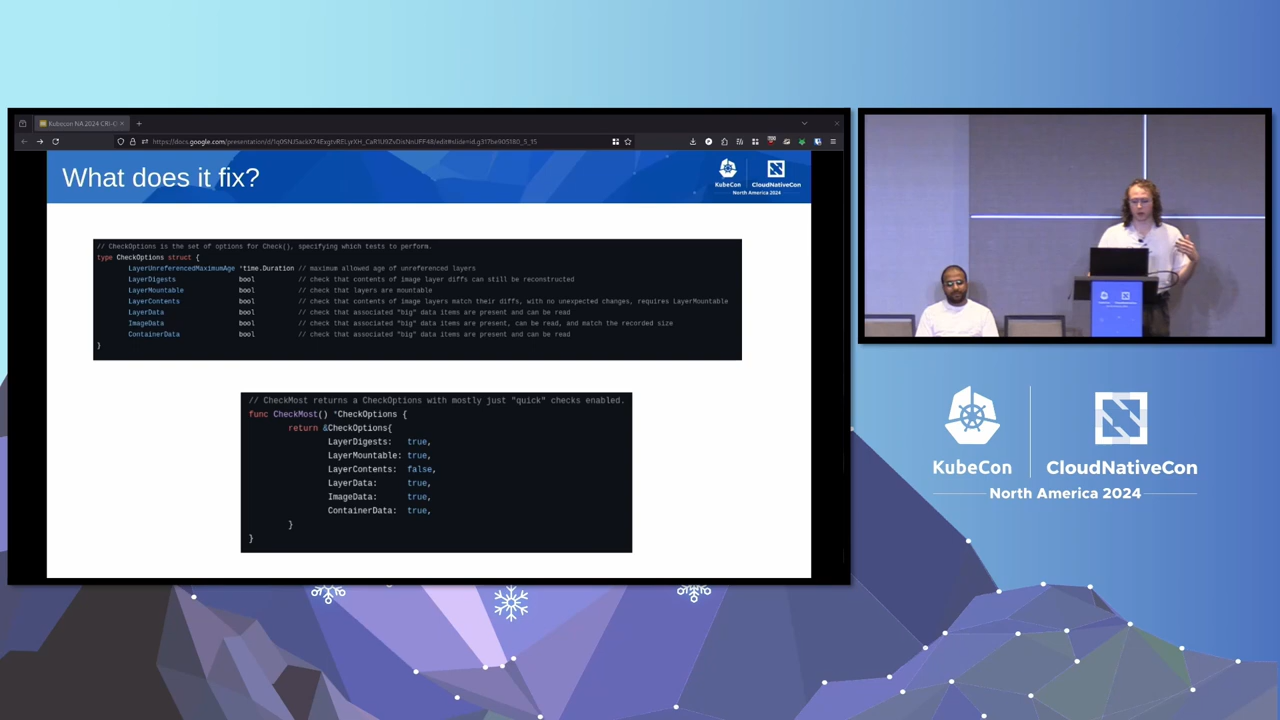 Kubecon NA 2024 CRI-O
What does it fix?
KubeCon
CloudNativeCon
North America 2024
// CheckOptions is the set of options for Check(), specifying which tests to perform.
type CheckOptions struct {
LayerUnreferencedMaximumAge *time.Duration // maximum allowed age of unreferenced layers
LayerDigests bool // check that contents of image layer diffs can still be reconstructed
LayerMountable bool // check that layers are mountable
LayerContents bool // check that contents of image layers match their diffs, with no unexpected changes, requires LayerMountable
LayerData bool // check that associated "big" data items are present and can be read
ImageData bool // check that associated "big" data items are present, can be read, and match the recorded size
ContainerData bool // check that associated "big" data items are present and can be read
}
// CheckMost returns a CheckOptions with mostly just "quick" checks enabled.
func CheckMost() *CheckOptions {
return &CheckOptions{
LayerDigests: true,
LayerMountable: true,
LayerContents: false,
LayerData: true,
ImageData: true,
ContainerData: true,
}
}
KubeCon
CloudNativeCon
North America 2024